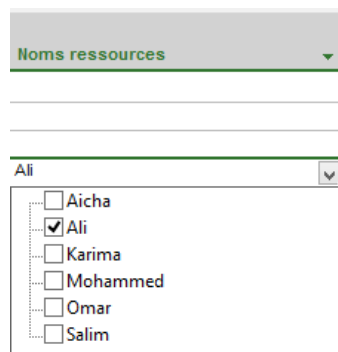 Noms ressources
Ali
Aicha
Ali
Karima
Mohammed
Omar
Salim